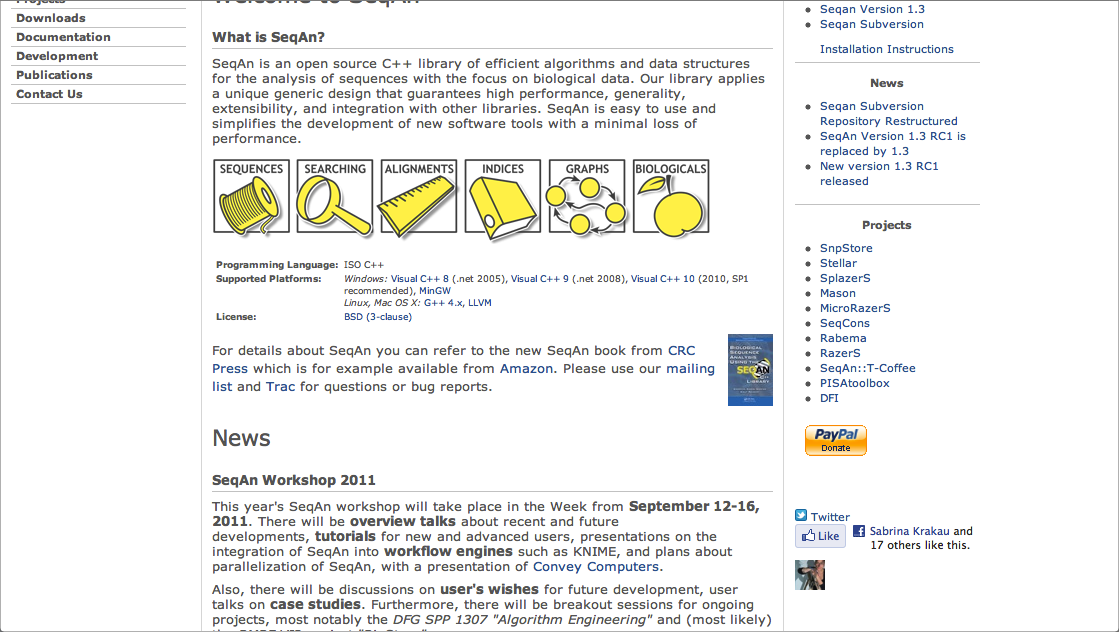 Projects
Downloads
Documentation
Development
Publications
Contact Us
Welcome to SeqAn
What is SeqAn?
SeqAn is an open source C++ library of efficient algorithms and data structures
for the analysis of sequences with the focus on biological data. Our library applies
a unique generic design that guarantees high performance, generality,
extensibility, and integration with other libraries. SeqAn is easy to use and
simplifies the development of new software tools with a minimal loss of
performance.
SEQUENCES SEARCHING ALIGNMENTS INDICES GRAPHS BIOLOGICALS
Programming Language: ISO C++
Supported Platforms: Windows: Visual C++ 8 (.net 2005), Visual C++ 9 (.net 2008), Visual C++ 10 (2010, SP1
recommended), MinGW
Linux, Mac OS X: G++ 4.x, LLVM
License: BSD (3-clause)
For details about SeqAn you can refer to the new SeqAn book from CRC
Press which is for example available from Amazon. Please use our mailing
list and Trac for questions or bug reports.
BIOLOGICAL
SEQUENCE
ANALYSIS
USING THE
SEQAN
C++
LIBRARY
News
SeqAn Workshop 2011
This year's SeqAn workshop will take place in the Week from September 12-16,
2011. There will be overview talks about recent and future
developments, tutorials for new and advanced users, presentations on the
integration of SeqAn into workflow engines such as KNIME, and plans about
parallelization of SeqAn, with a presentation of Convey Computers.
Also, there will be discussions on user's wishes for future development, user
talks on case studies. Furthermore, there will be breakout sessions for ongoing
projects, most notably the DFG SPP 1307 "Algorithm Engineering" and (most likely)
Seqan Version 1.3
Seqan Subversion
Installation Instructions
News
Seqan Subversion
Repository Restructured
SeqAn Version 1.3 RC1 is
replaced by 1.3
New version 1.3 RC1
released
Projects
SnpStore
Stellar
SplazerS
Mason
MicroRazerS
SeqCons
Rabema
RazerS
SeqAn::T-Coffee
PISAtoolbox
DFI
PayPal
Donate
Twitter
Like
Sabrina Krakau and
17 others like this.